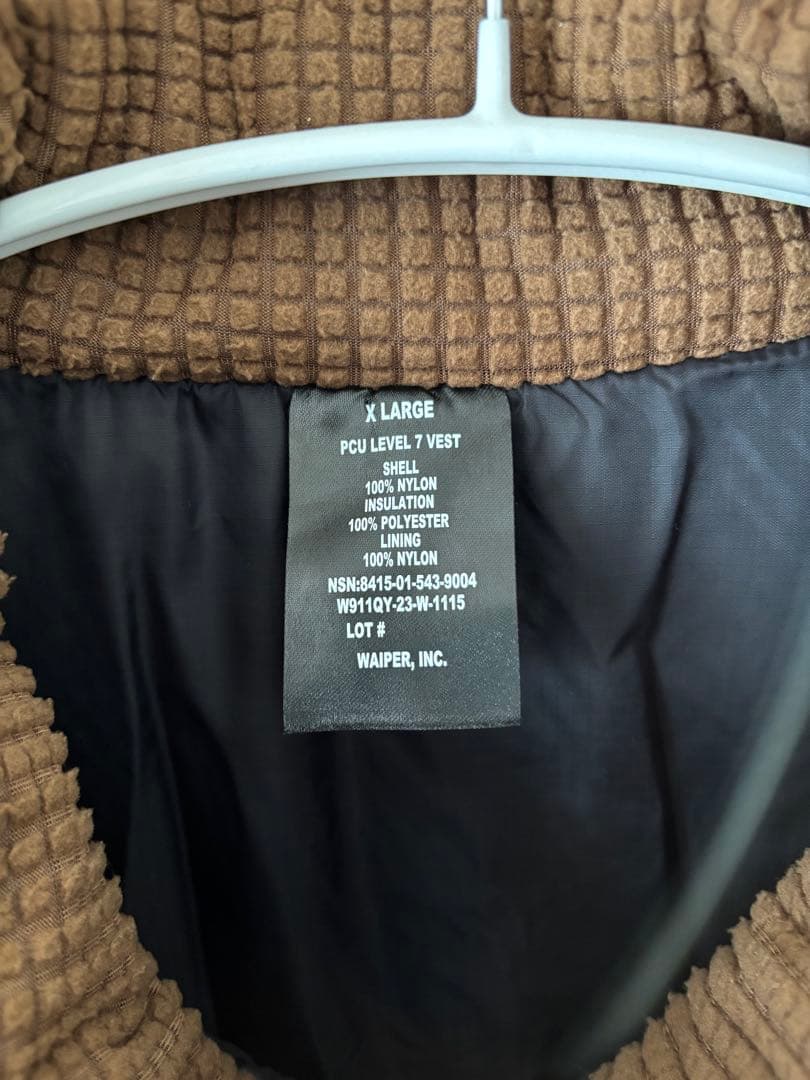 X LARGE
PCU LEVEL 7 VEST
SHELL
100% NYLON
INSULATION
100% POLYESTER
LINING
100% NYLON
NSN:8415-01-543-9004
W911QY-23-W-1115
LOT #
WAIPER, INC.